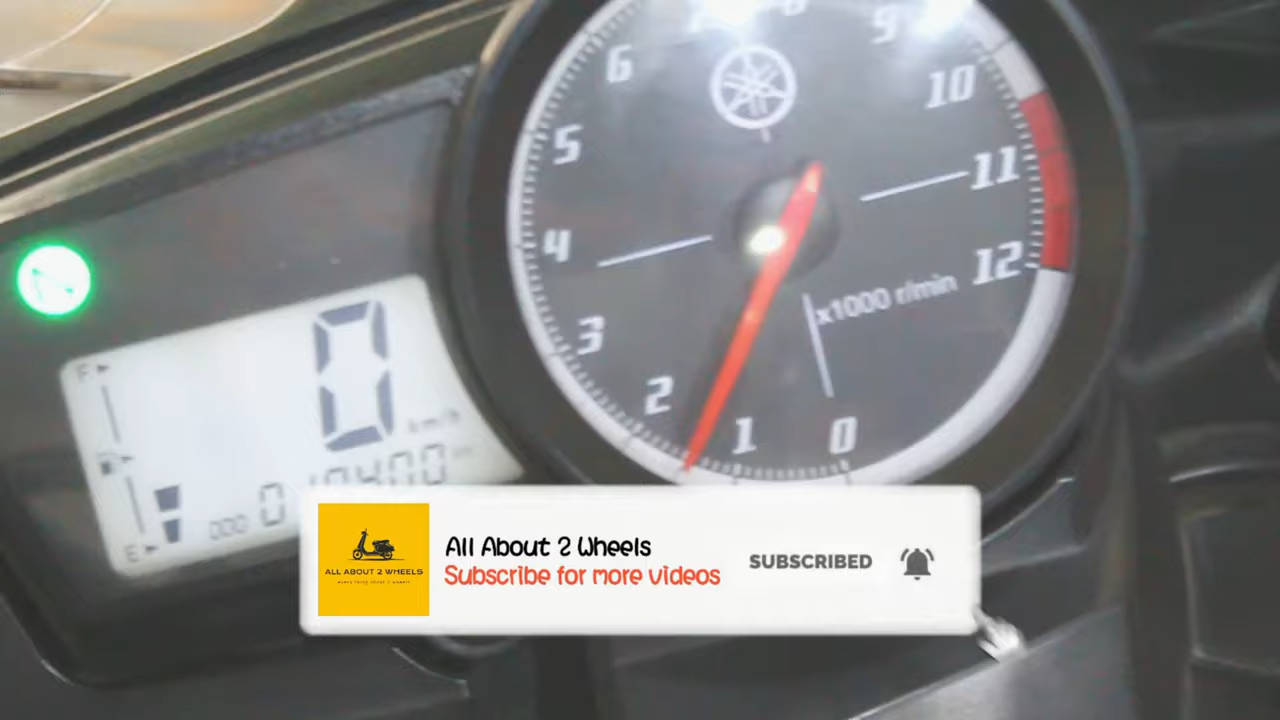 6
9
10
5
11
4
12
x1000 r/min
3
2
1
0
F
0
km/h
ODO
E
All About 2 Wheels
Subscribe for more videos
SUBSCRIBED
ALL ABOUT 2 WHEELS